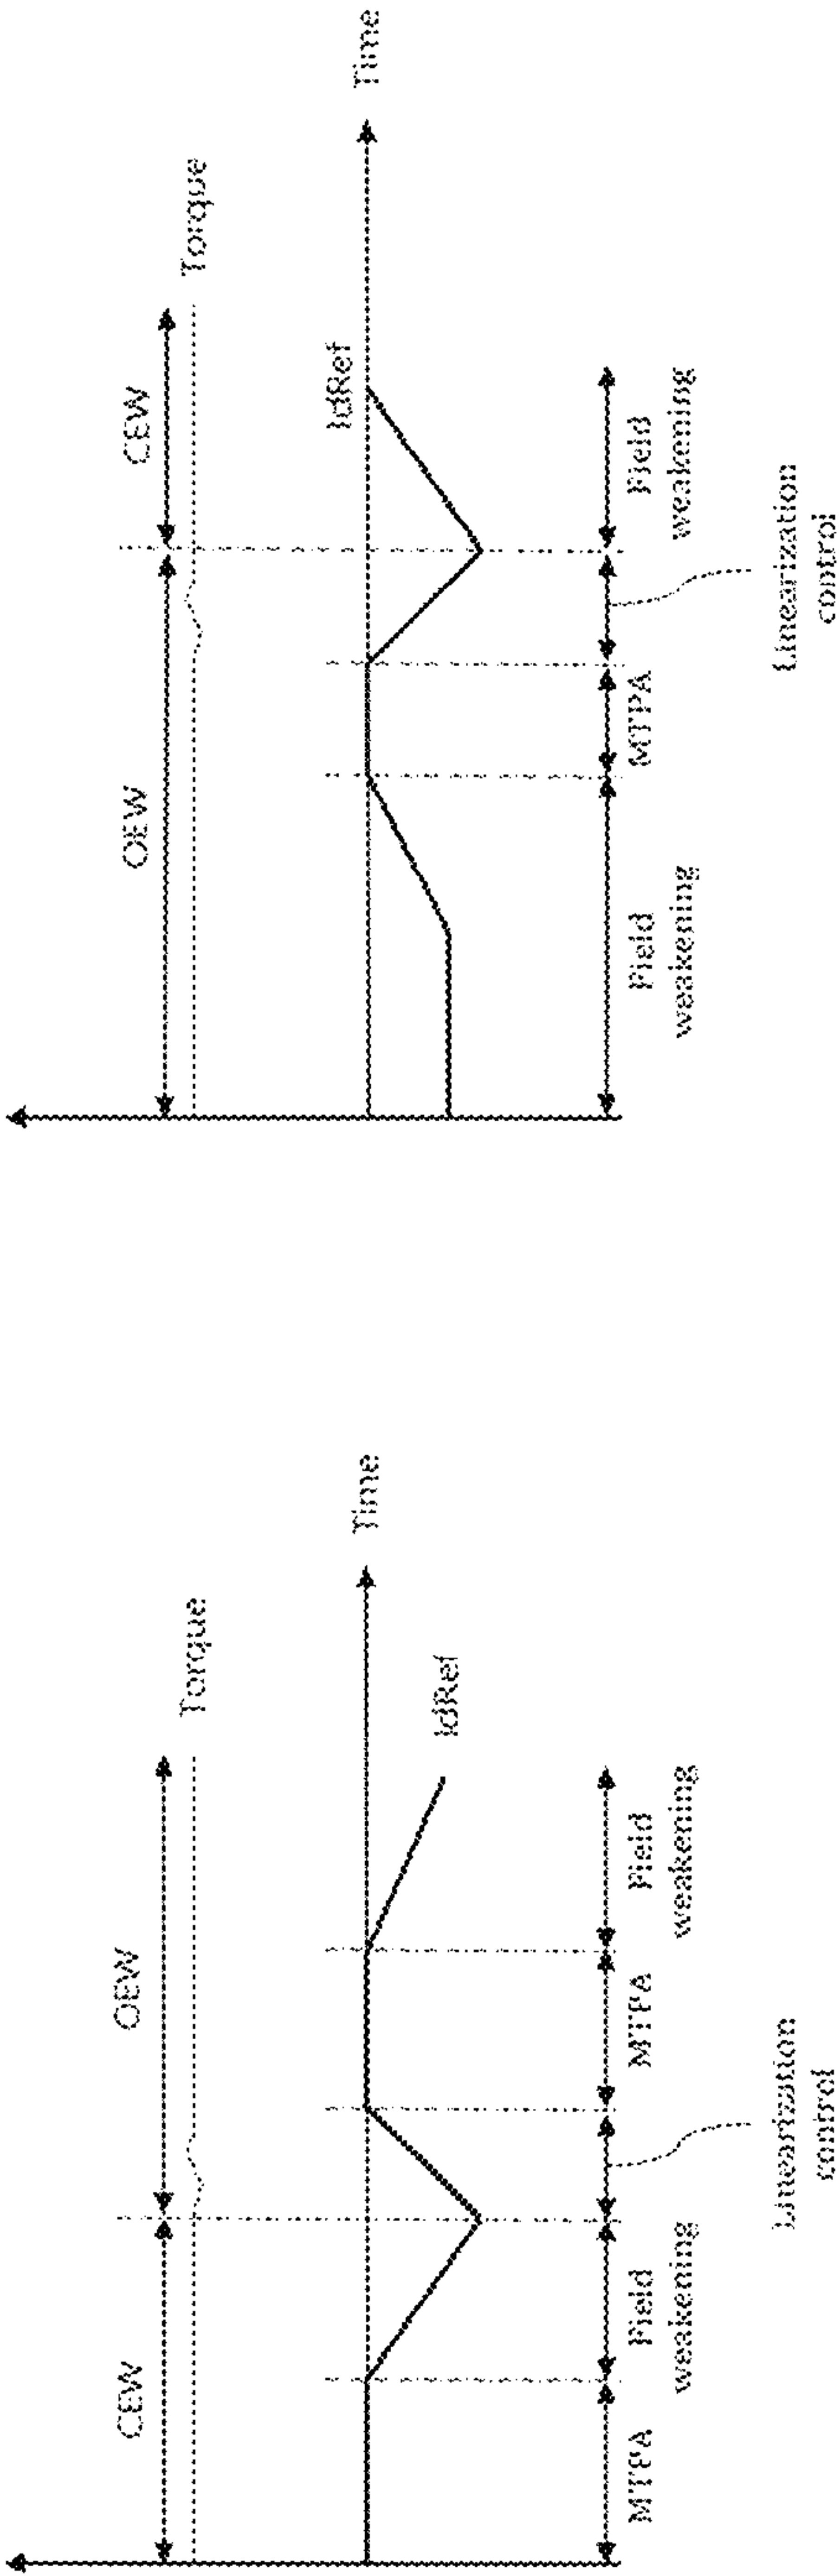 CEW
OEW
Torque
Time
IdRef
MTPA
Field
weakening
MTPA
Field
weakening
Linearization
control
OEW
CEW
Torque
Time
IdRef
Field
weakening
MTPA
Field
weakening
Linearization
control